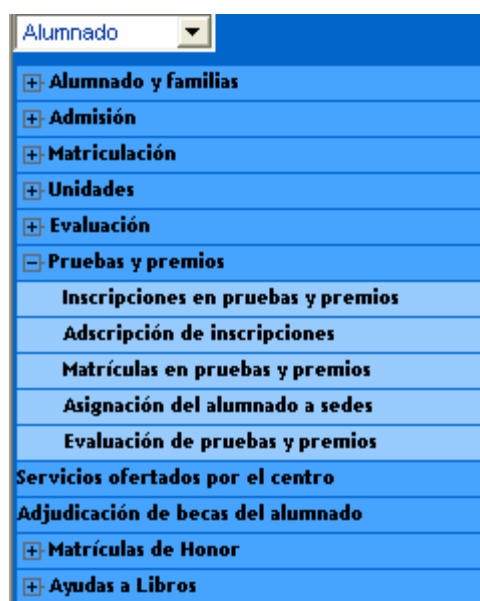 Alumnado
Alumnado y familias
Admisión
Matriculación
Unidades
Evaluación
Pruebas y premios
Inscripciones en pruebas y premios
Adscripción de inscripciones
Matrículas en pruebas y premios
Asignación del alumnado a sedes
Evaluación de pruebas y premios
Servicios ofertados por el centro
Adjudicación de becas del alumnado
Matrículas de Honor
Ayudas a Libros